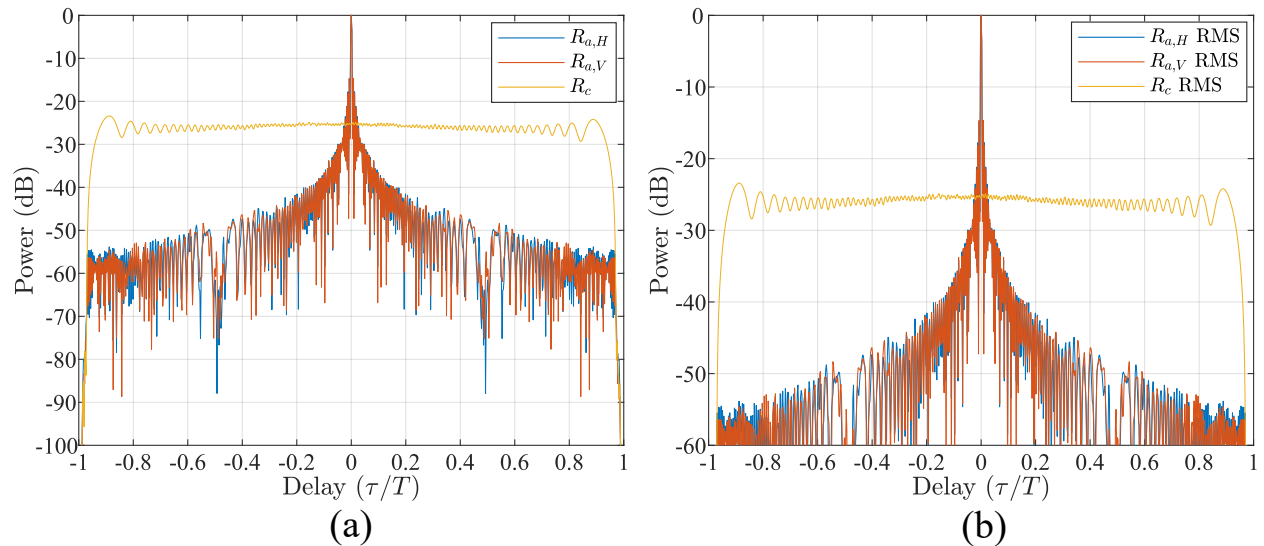 0
-10
-20
-30
-40
-50
-60
-70
-80
-90
-100
Power (dB)
-1 -0.8 -0.6 -0.4 -0.2 0 0.2 0.4 0.6 0.8 1
Delay (τ/T)
R_{a,H}
R_{a,V}
R_c
(a)
0
-10
-20
-30
-40
-50
-60
Power (dB)
-1 -0.8 -0.6 -0.4 -0.2 0 0.2 0.4 0.6 0.8 1
Delay (τ/T)
R_{a,H} RMS
R_{a,V} RMS
R_c RMS
(b)